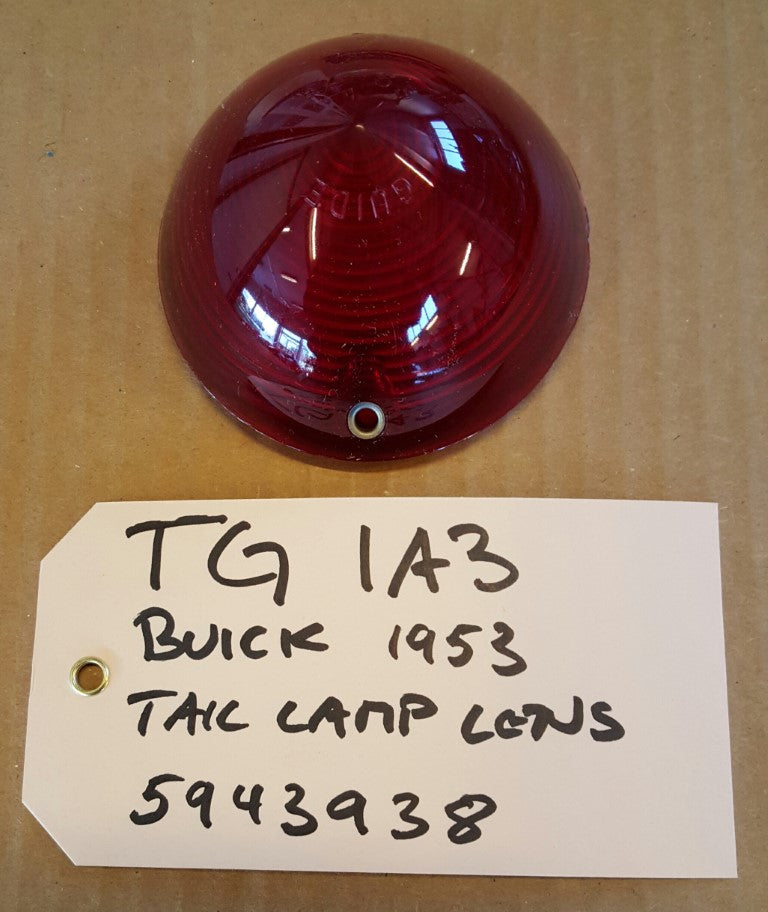 GUIDE
TG 1A3
BUICK 1953
TAIL LAMP LENS
5943938